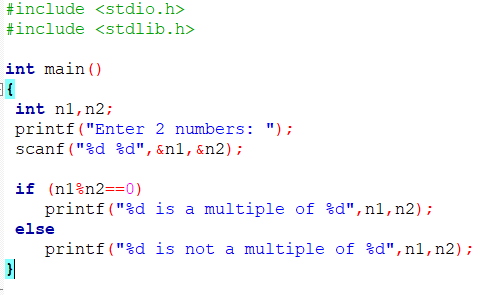 #include <stdio.h>
#include <stdlib.h>

int main()
{
 int n1,n2;
 printf("Enter 2 numbers: ");
 scanf("%d %d",&n1,&n2);

 if (n1%n2==0)
    printf("%d is a multiple of %d",n1,n2);
 else
    printf("%d is not a multiple of %d",n1,n2);
}